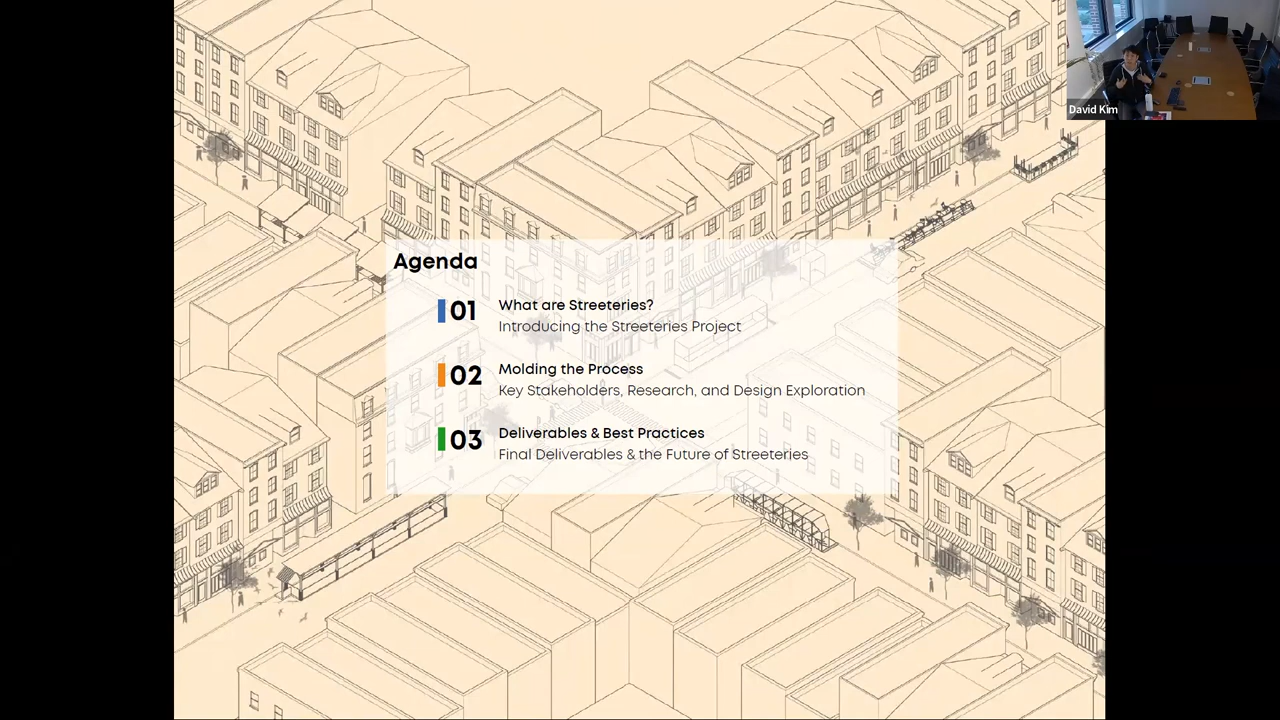 Agenda
01
What are Streeteries?
Introducing the Streeteries Project
02
Molding the Process
Key Stakeholders, Research, and Design Exploration
03
Deliverables & Best Practices
Final Deliverables & the Future of Streeteries
David Kim